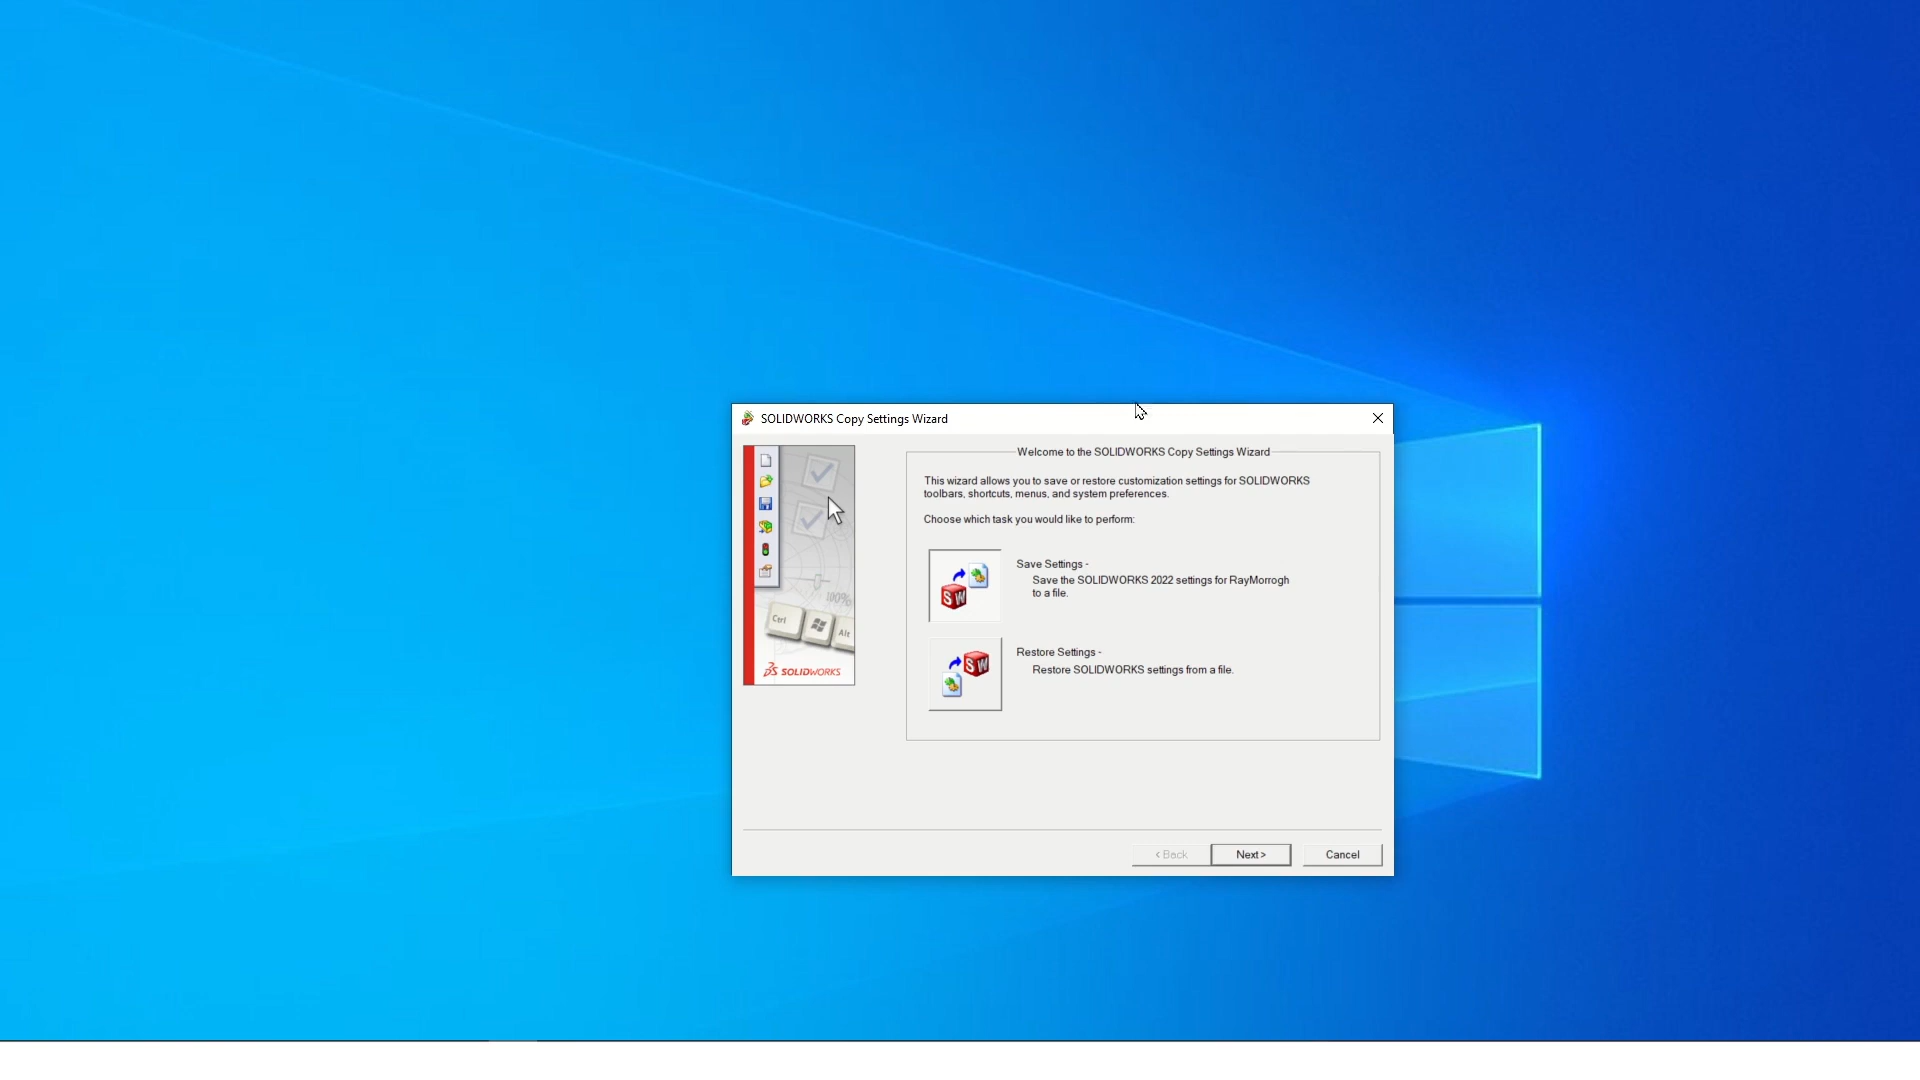 SOLIDWORKS Copy Settings Wizard
Welcome to the SOLIDWORKS Copy Settings Wizard
This wizard allows you to save or restore customization settings for SOLIDWORKS
toolbars, shortcuts, menus, and system preferences.
Choose which task you would like to perform:
Save Settings -
Save the SOLIDWORKS 2022 settings for RayMorrogh
to a file.
Restore Settings -
Restore SOLIDWORKS settings from a file.
100%
Ctrl
Alt
SOLIDWORKS
SW
SW
< Back
Next >
Cancel